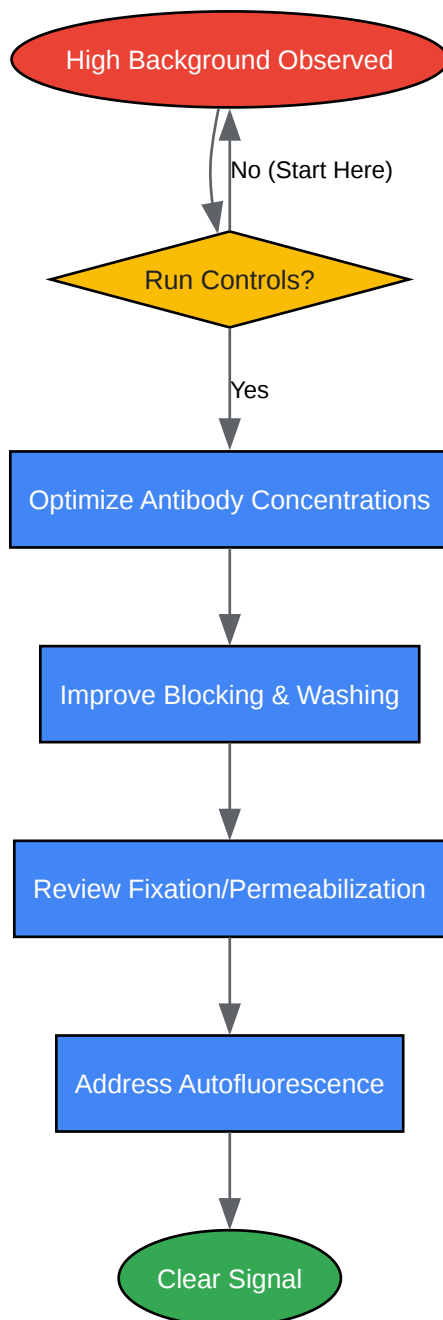 High Background Observed
No (Start Here)
Run Controls?
Yes
Optimize Antibody Concentrations
Improve Blocking & Washing
Review Fixation/Permeabilization
Address Autofluorescence
Clear Signal